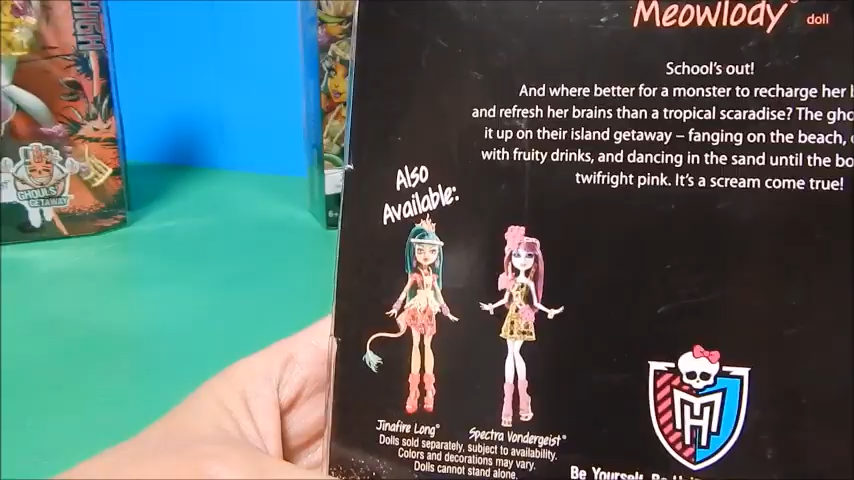 HIGH
GHOULS
GETAWAY
Meowlody® doll
School's out!
And where better for a monster to recharge her
and refresh her brains than a tropical scaradise? The
it up on their island getaway – fanging on the beach,
with fruity drinks, and dancing in the sand until the
twifright pink. It's a scream come true!
Also
Available:
Jinafire Long®
Spectra Vondergeist®
Dolls sold separately, subject to availability.
Colors and decorations may vary.
Dolls cannot stand alone.
Be Yourself.